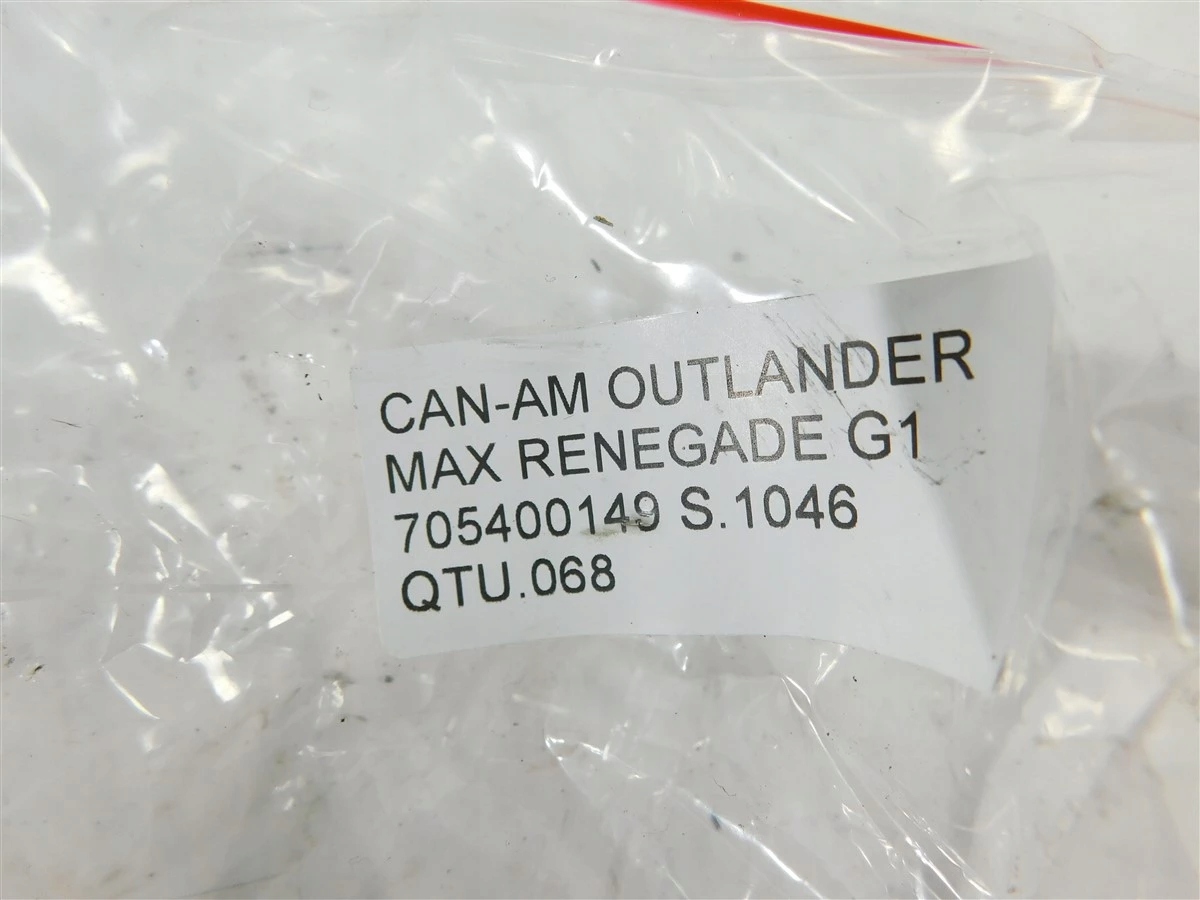 CAN-AM OUTLANDER
MAX RENEGADE G1
705400149 S.1046
QTU.068